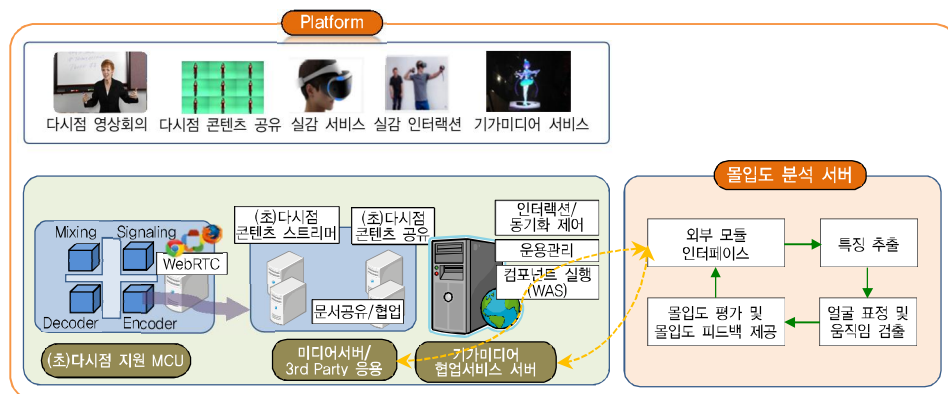 Platform
다시점 영상회의
다시점 콘텐츠 공유
실감 서비스
실감 인터랙션
기가미디어 서비스
몰입도 분석 서버
Mixing
Signaling
WebRTC
Decoder
Encoder
(초)다시점 지원 MCU
(초)다시점
콘텐츠 스트리머
(초)다시점
콘텐츠 공유
문서공유/협업
미디어서버/
3rd Party 응용
인터랙션/
동기화 제어
운용관리
컴포넌트 실행
(WAS)
기가미디어
협업서비스 서버
외부 모듈
인터페이스
특징 추출
몰입도 평가 및
몰입도 피드백 제공
얼굴 표정 및
움직임 검출